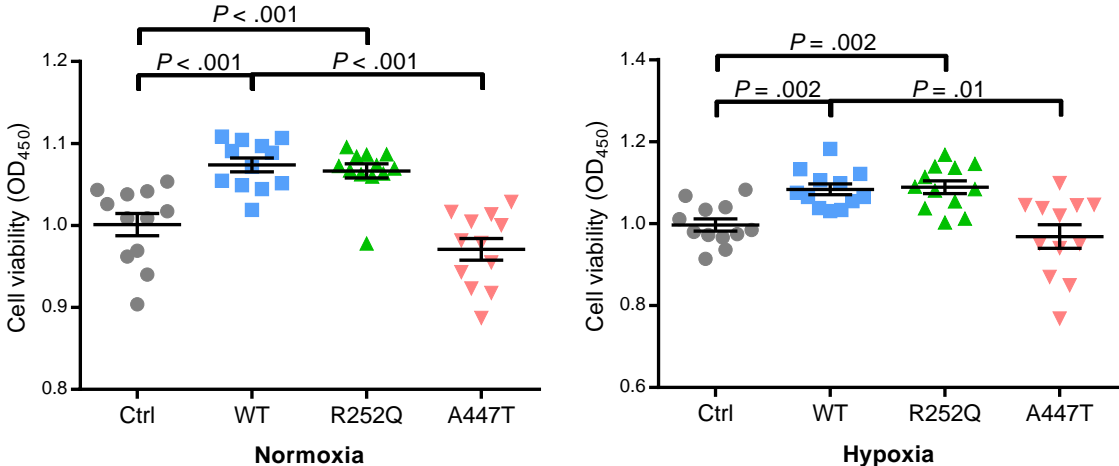 P < .001
P < .001
P < .001
Cell viability (OD450)
1.2
1.1
1.0
0.9
0.8
Ctrl
WT
R252Q
A447T
Normoxia
P = .002
P = .002
P = .01
Cell viability (OD450)
1.4
1.2
1.0
0.8
0.6
Ctrl
WT
R252Q
A447T
Hypoxia